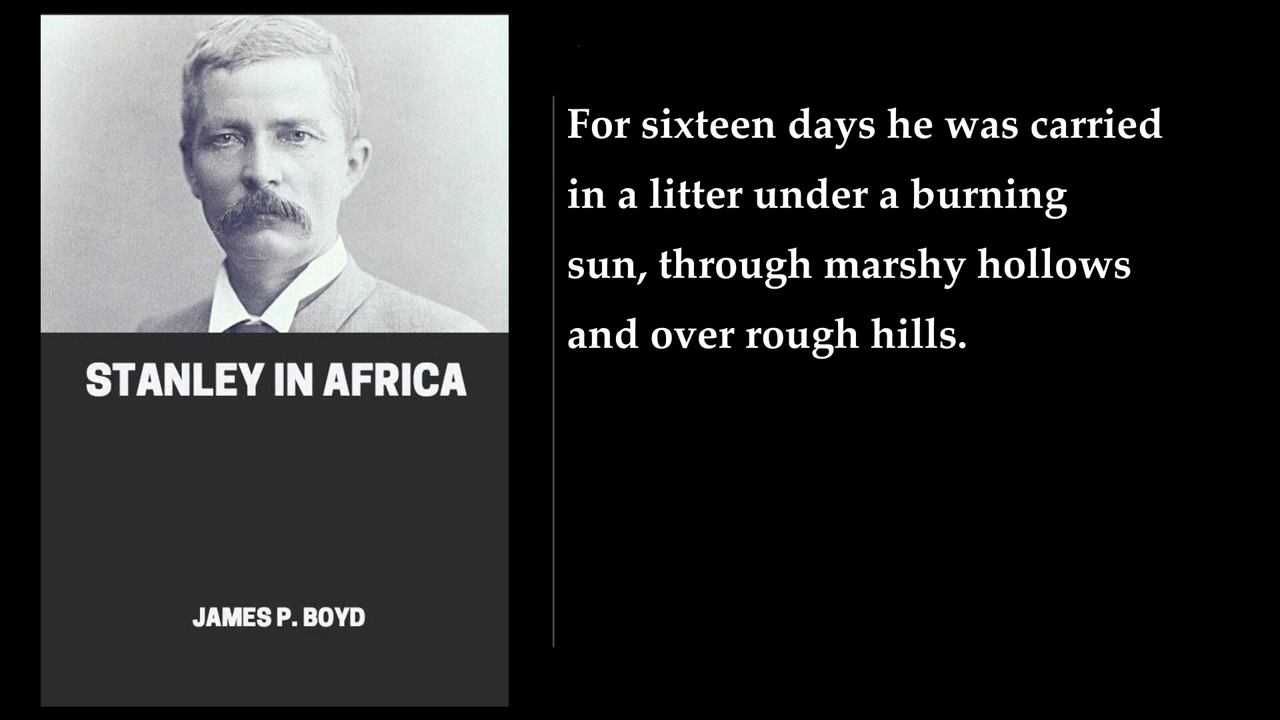 STANLEY IN AFRICA
JAMES P. BOYD
For sixteen days he was carried
in a litter under a burning
sun, through marshy hollows
and over rough hills.